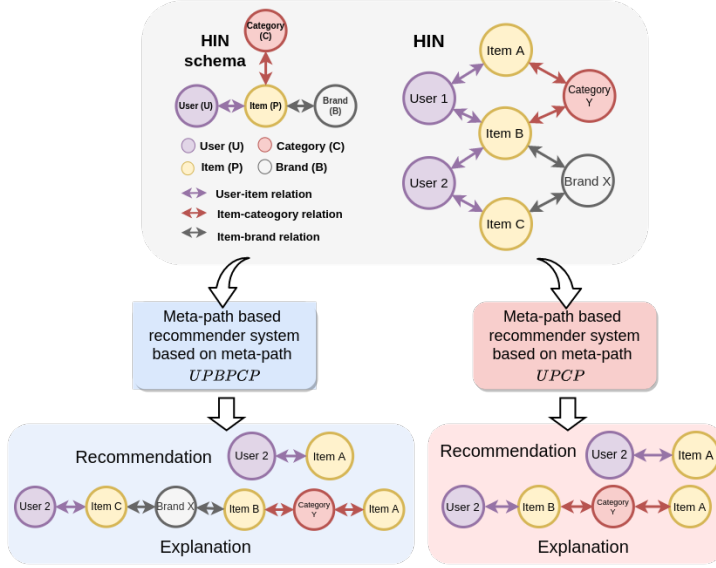 HIN
schema
Category
(C)
User (U)
Item (P)
Brand
(B)
User (U)
Category (C)
Item (P)
Brand (B)
User-item relation
Item-cateogory relation
Item-brand relation
HIN
Item A
User 1
Category
Y
Item B
User 2
Brand X
Item C
Meta-path based
recommender system
based on meta-path
UPBPCP
Meta-path based
recommender system
based on meta-path
UPCP
Recommendation
User 2
Item A
User 2
Item C
Brand X
Item B
Category
Y
Item A
Explanation
Recommendation
User 2
Item A
User 2
Item B
Category
Y
Item A
Explanation